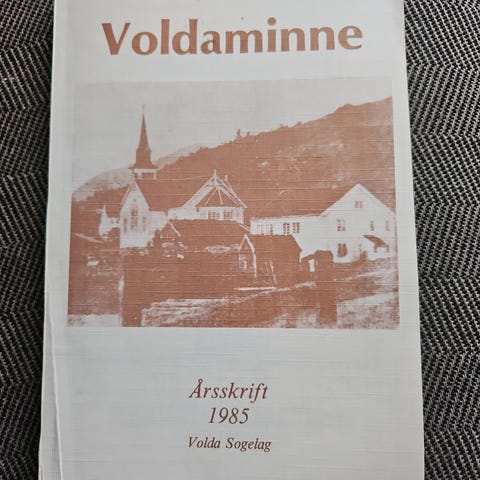 Voldaminne
Årsskrift
1985
Volda Sogelag